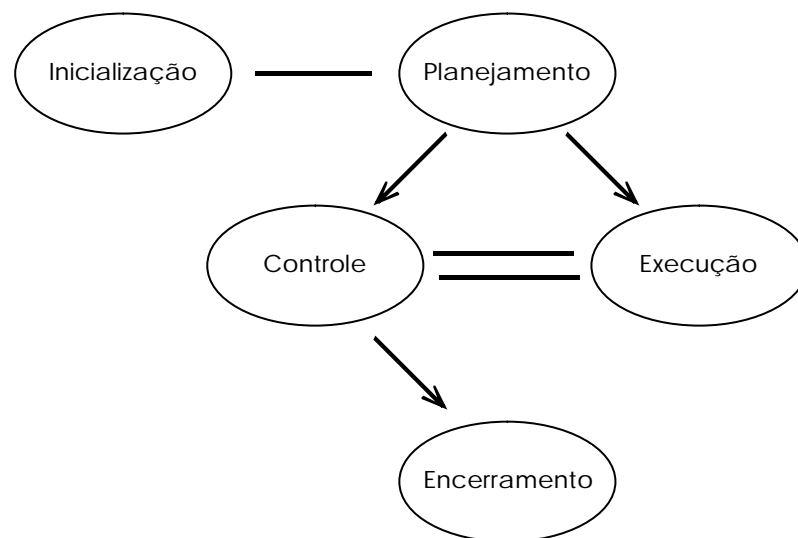 Inicialização
Planejamento
Controle
Execução
Encerramento